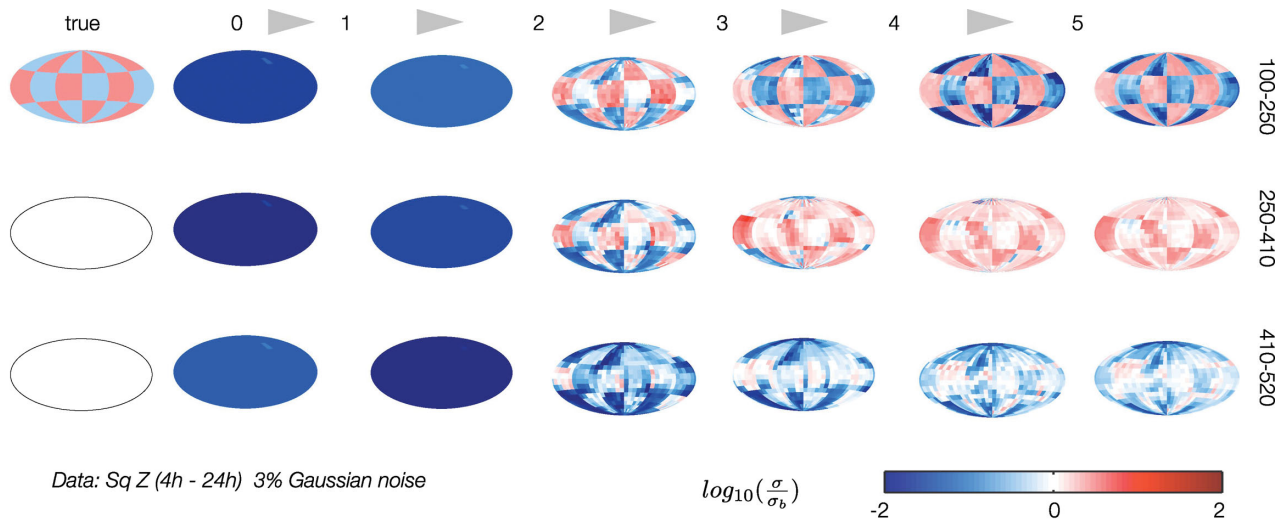 true 0 1 2 3 4 5
100-250
250-410
410-520
Data: Sq Z (4h - 24h) 3% Gaussian noise
log10(σ/σb)
-2 0 2